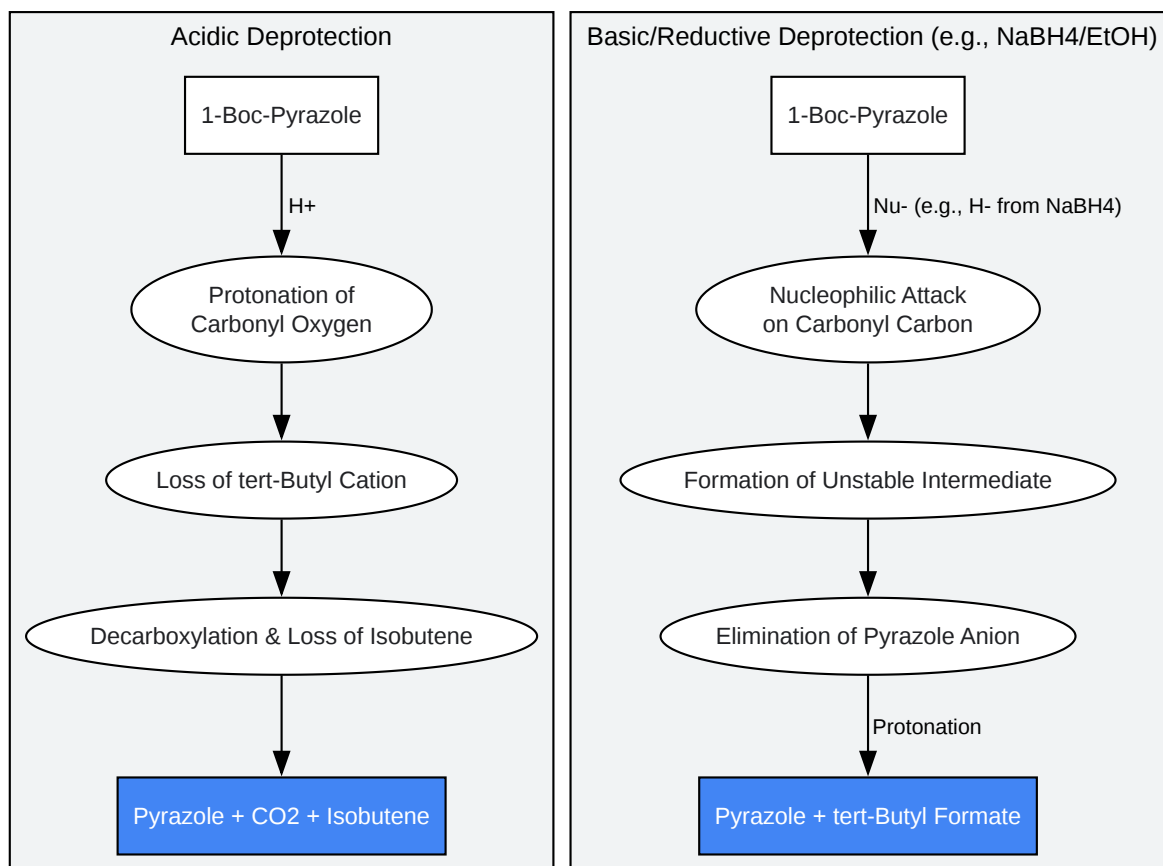 Acidic Deprotection
1-Boc-Pyrazole
H+
Protonation of
Carbonyl Oxygen
Loss of tert-Butyl Cation
Decarboxylation & Loss of Isobutene
Pyrazole + CO2 + Isobutene
Basic/Reductive Deprotection (e.g., NaBH4/EtOH)
1-Boc-Pyrazole
Nu- (e.g., H- from NaBH4)
Nucleophilic Attack
on Carbonyl Carbon
Formation of Unstable Intermediate
Elimination of Pyrazole Anion
Protonation
Pyrazole + tert-Butyl Formate